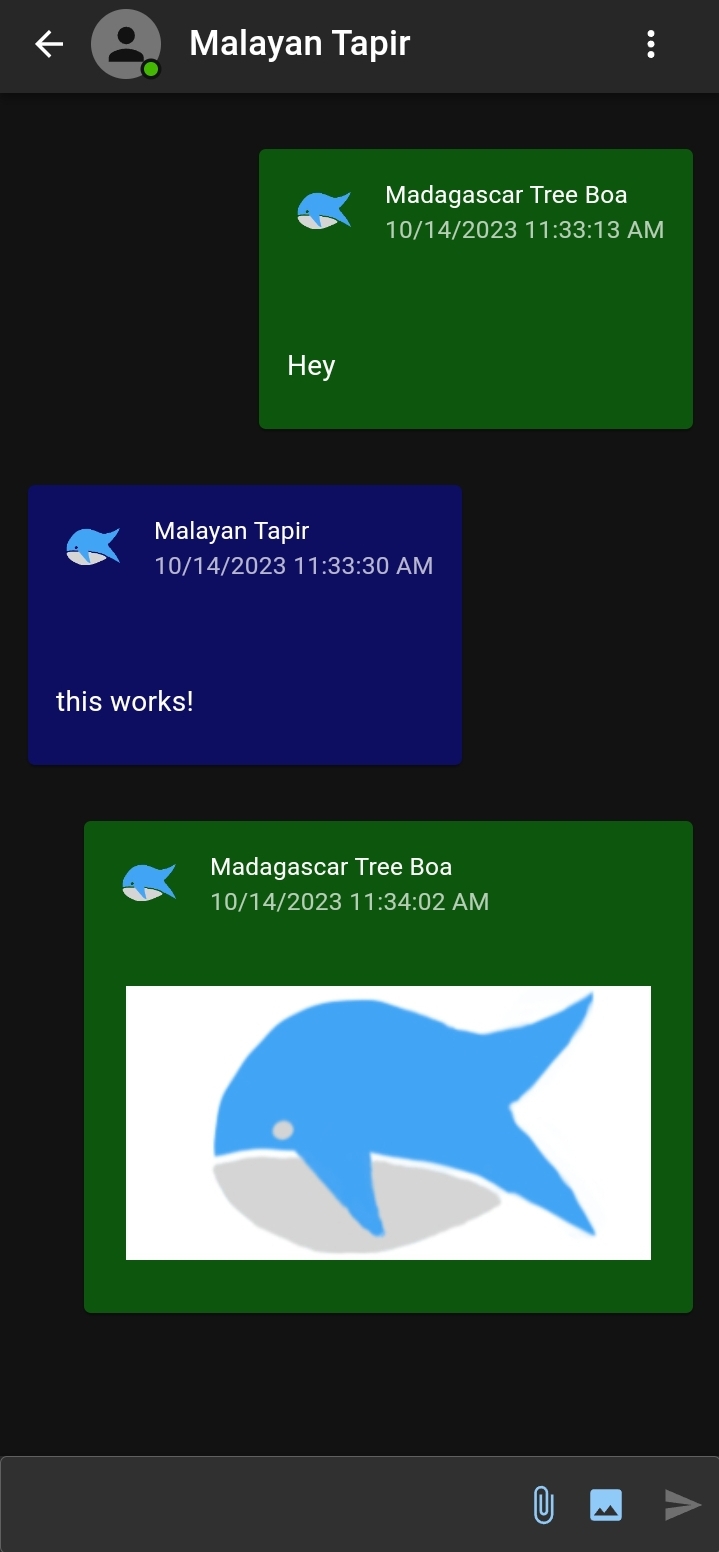 Malayan Tapir
Madagascar Tree Boa
10/14/2023 11:33:13 AM
Hey
Malayan Tapir
10/14/2023 11:33:30 AM
this works!
Madagascar Tree Boa
10/14/2023 11:34:02 AM